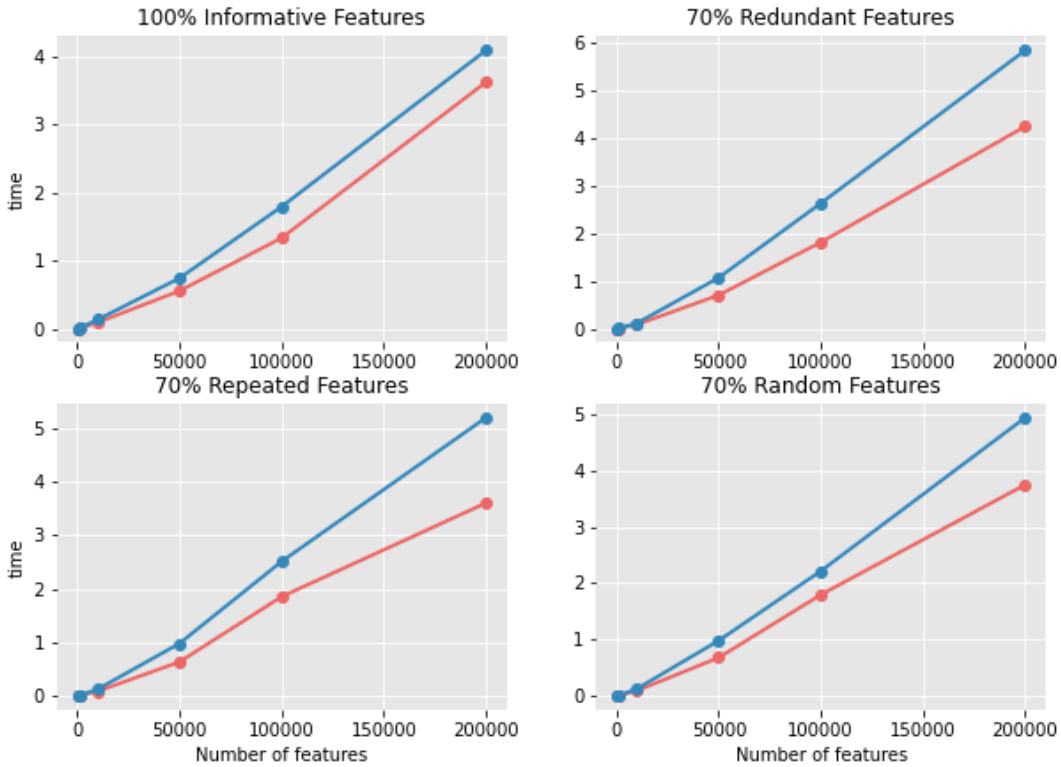 100% Informative Features
4
3
2
1
0
time
0 50000 100000 150000 200000
70% Redundant Features
6
5
4
3
2
1
0
0 50000 100000 150000 200000
70% Repeated Features
5
4
3
2
1
0
time
0 50000 100000 150000 200000
Number of features
70% Random Features
5
4
3
2
1
0
0 50000 100000 150000 200000
Number of features